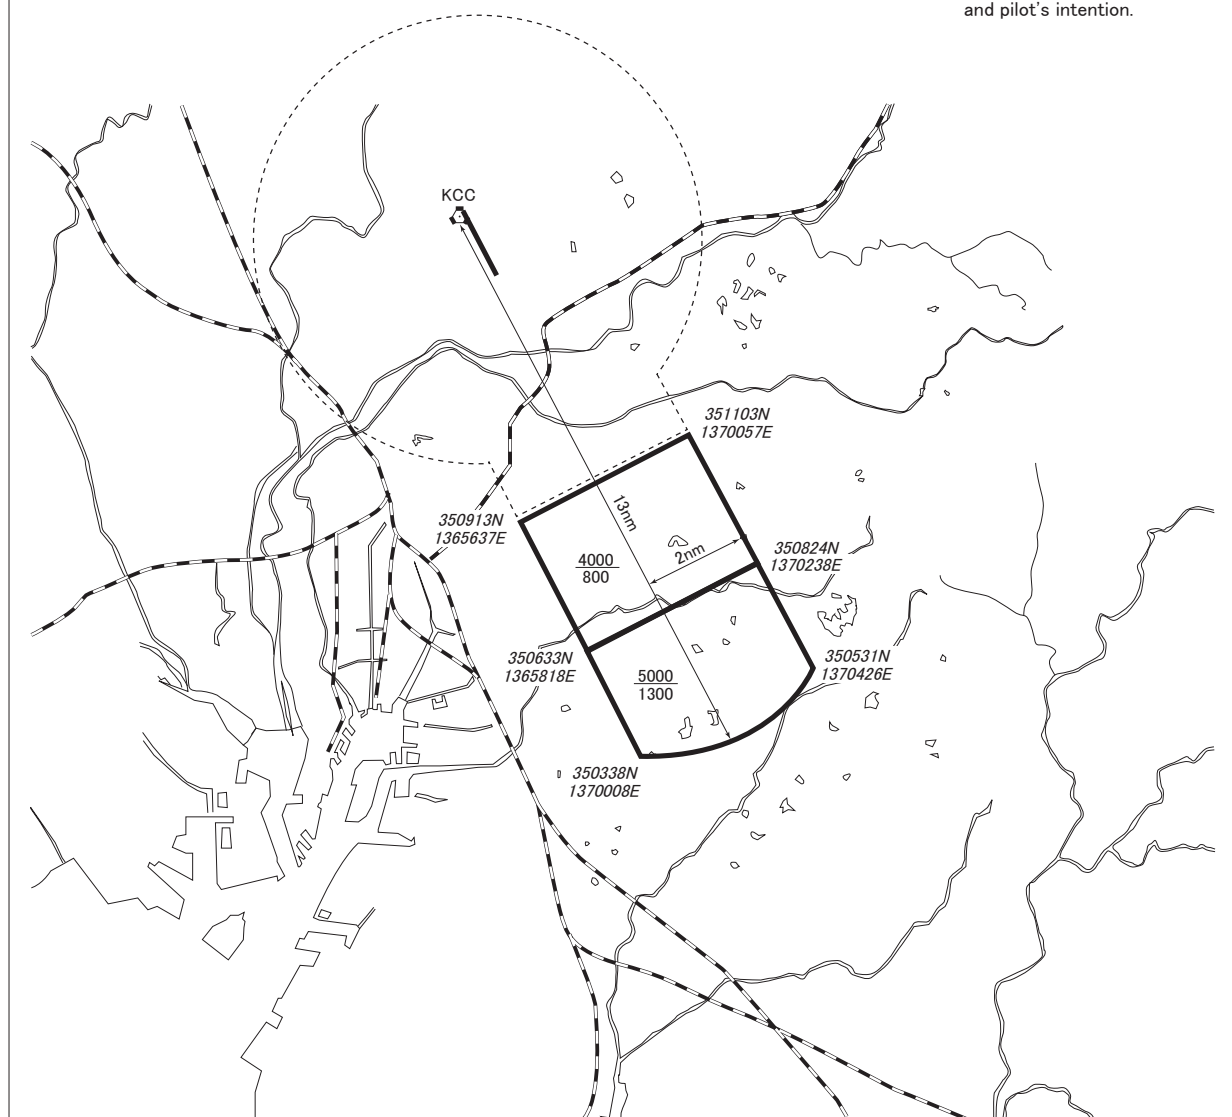 and pilot's intention.
KCC
351103N
1370057E
13nm
350913N
1365637E
2nm
350824N
1370238E
4000
800
350633N
1365818E
350531N
1370426E
5000
1300
350338N
1370008E